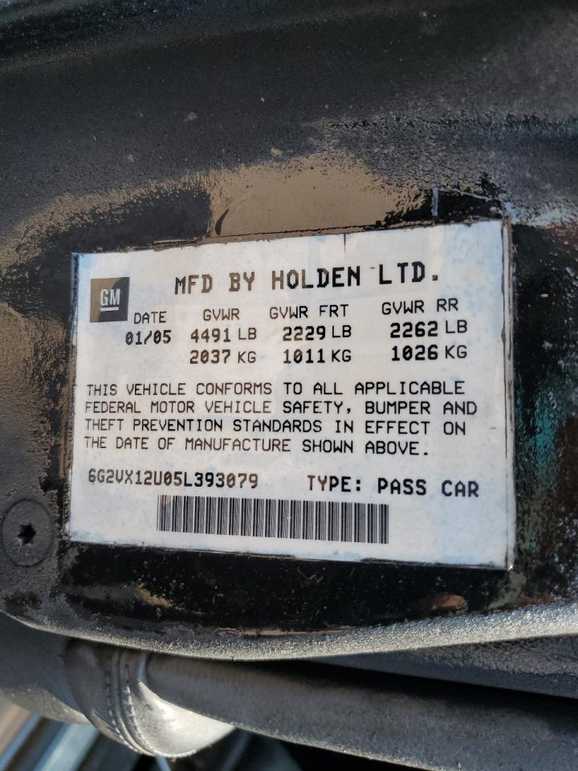 MFD BY HOLDEN LTD.
GM
DATE GVWR GVWR FRT GVWR RR
01/05 4491 LB 2229 LB 2262 LB
2037 KG 1011 KG 1026 KG
THIS VEHICLE CONFORMS TO ALL APPLICABLE
FEDERAL MOTOR VEHICLE SAFETY, BUMPER AND
THEFT PREVENTION STANDARDS IN EFFECT ON
THE DATE OF MANUFACTURE SHOWN ABOVE.
6G2VX12U05L393079 TYPE: PASS CAR